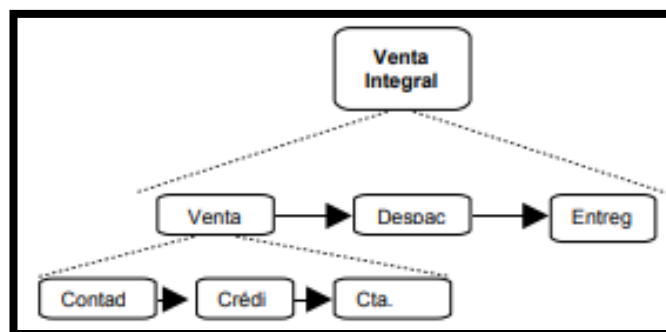 Venta
Integral
Venta
Despac
Entreg
Contad
Crédi
Cta.